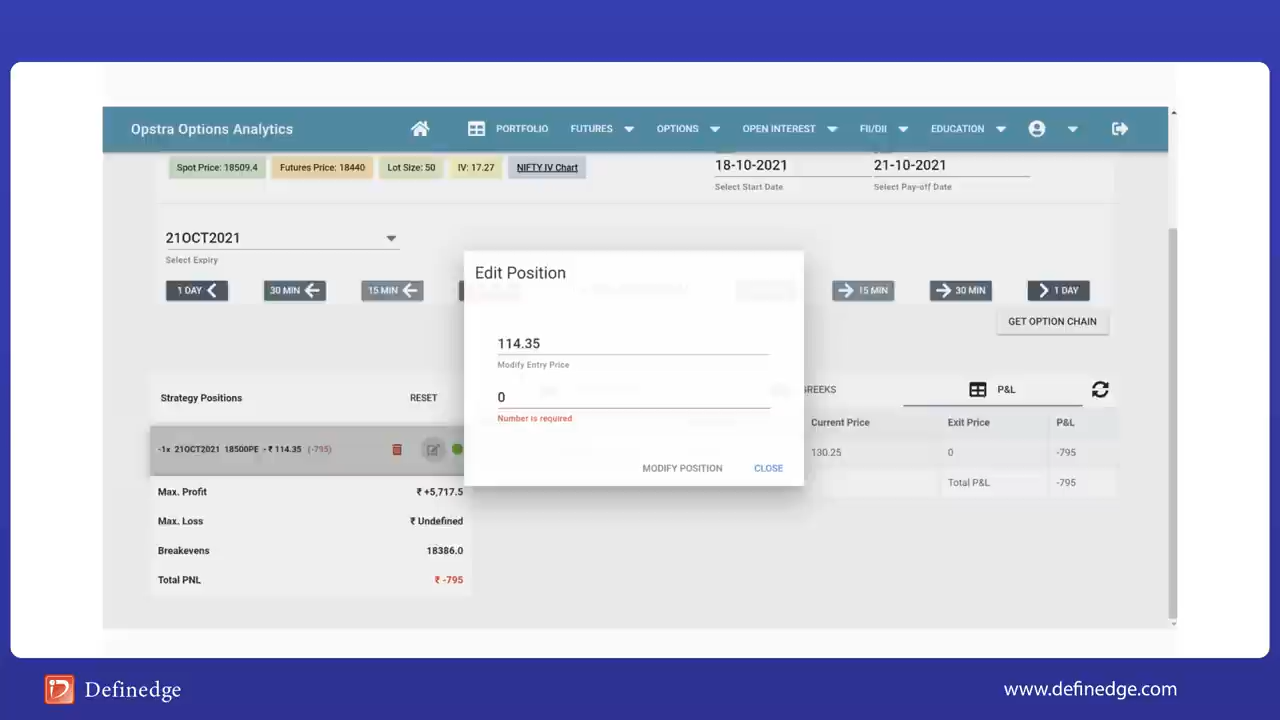 Opstra Options Analytics
PORTFOLIO
FUTURES
OPTIONS
OPEN INTEREST
FII/DII
EDUCATION
Spot Price: 18509.4
Futures Price: 18440
Lot Size: 50
IV: 17.27
NIFTY IV Chart
18-10-2021
21-10-2021
Select Start Date
Select Pay-off Date
21OCT2021
Select Expiry
1 DAY
30 MIN
15 MIN
15 MIN
30 MIN
1 DAY
GET OPTION CHAIN
Edit Position
114.35
Modify Entry Price
0
Number is required
MODIFY POSITION
CLOSE
Strategy Positions
RESET
-1x 21OCT2021 18500PE - ₹ 114.35 (-795)
Max. Profit ₹ +5,717.5
Max. Loss ₹ Undefined
Breakevens 18386.0
Total PNL ₹ -795
REEKS
P&L
Current Price Exit Price P&L
130.25 0 -795
Total P&L -795
Definedge
www.definedge.com